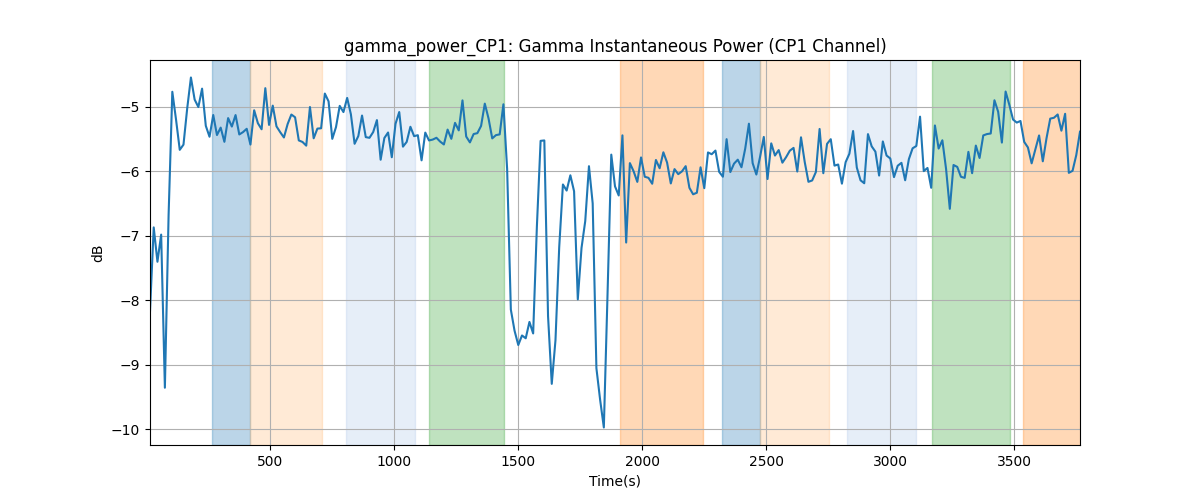 gamma_power_CP1: Gamma Instantaneous Power (CP1 Channel)
−5
−6
−7
−8
−9
−10
dB
500 1000 1500 2000 2500 3000 3500
Time(s)